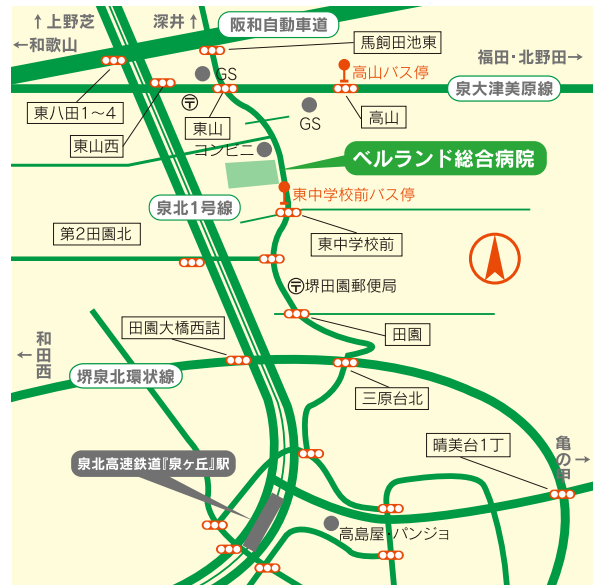 ↑上野芝
深井↑
阪和自動車道
←和歌山
馬飼田池東
福田・北野田→
GS
高山バス停
泉大津美原線
東八田1〜4
〒
東山
GS
高山
東山西
コンビニ
ベルランド総合病院
東中学校前バス停
泉北1号線
第2田園北
東中学校前
〒堺田園郵便局
田園大橋西詰
田園
←和田西
堺泉北環状線
三原台北
晴美台1丁
亀の甲→
泉北高速鉄道『泉ヶ丘』駅
高島屋・パンジョ